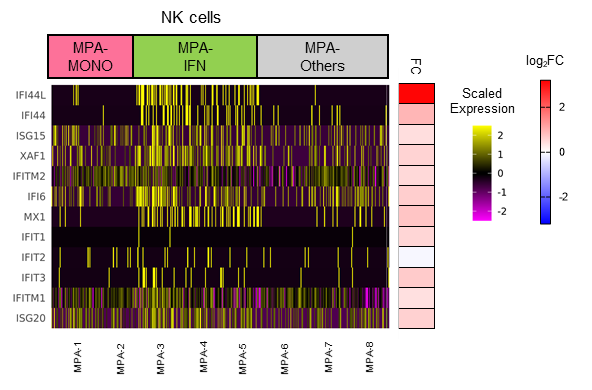 NK cells
MPA-
MONO
MPA-
IFN
MPA-
Others
FC
log₂FC
Scaled
Expression
2
1
0
-1
-2
2
0
-2
IFI44L
IFI44
ISG15
XAF1
IFITM2
IFI6
MX1
IFIT1
IFIT2
IFIT3
IFITM1
ISG20
MPA-1
MPA-2
MPA-3
MPA-4
MPA-5
MPA-6
MPA-7
MPA-8